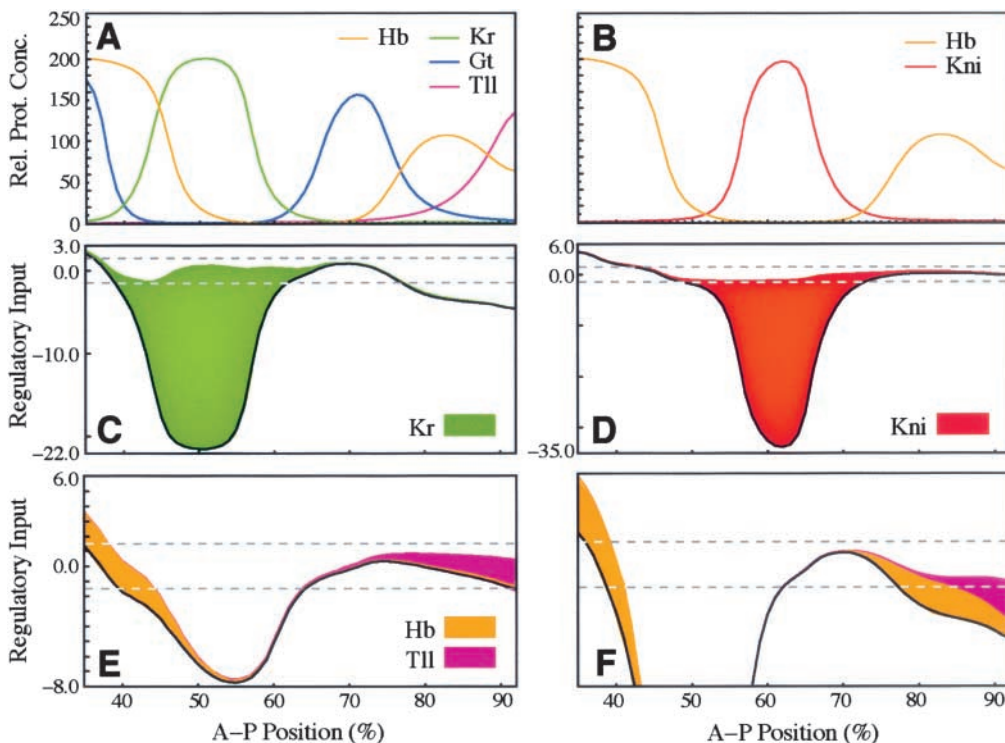 A
Hb
Kr
Gt
Tll
Rel. Prot. Conc.
250
200
150
100
50
0
B
Hb
Kni
Regulatory Input
3.0
0.0
−10.0
−22.0
C
Kr
6.0
0.0
−35.0
D
Kni
Regulatory Input
6.0
0.0
−8.0
E
Hb
Tll
40
50
60
70
80
90
A–P Position (%)
Regulatory Input
F
40
50
60
70
80
90
A–P Position (%)